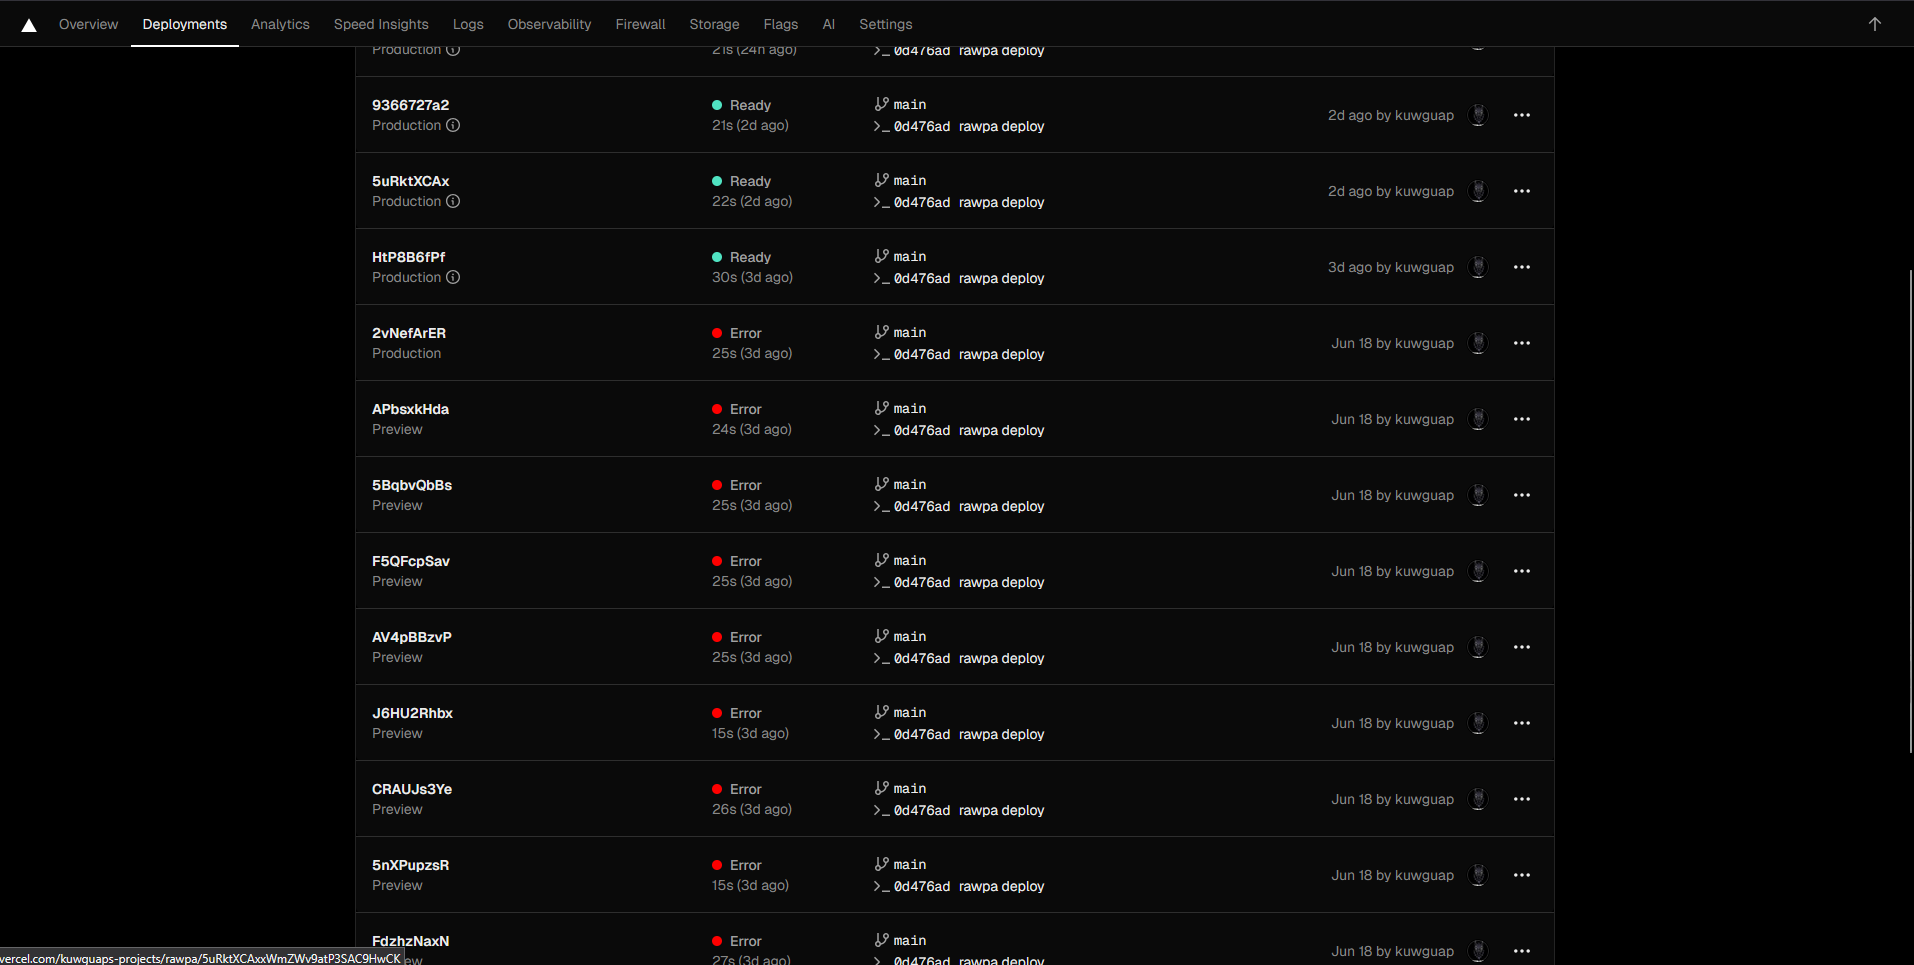 Overview Deployments Analytics Speed Insights Logs Observability Firewall Storage Flags AI Settings
Production 21s (24h ago) >_ 0d476ad rawpa deploy
9366727a2 Ready main
Production 21s (2d ago) >_ 0d476ad rawpa deploy 2d ago by kuwguap
5uRktXCAx Ready main
Production 22s (2d ago) >_ 0d476ad rawpa deploy 2d ago by kuwguap
HtP8B6fPf Ready main
Production 30s (3d ago) >_ 0d476ad rawpa deploy 3d ago by kuwguap
2vNefArER Error main
Production 25s (3d ago) >_ 0d476ad rawpa deploy Jun 18 by kuwguap
APbsxkHda Error main
Preview 24s (3d ago) >_ 0d476ad rawpa deploy Jun 18 by kuwguap
5BqbvQbBs Error main
Preview 25s (3d ago) >_ 0d476ad rawpa deploy Jun 18 by kuwguap
F5QFcpSav Error main
Preview 25s (3d ago) >_ 0d476ad rawpa deploy Jun 18 by kuwguap
AV4pBBzvP Error main
Preview 25s (3d ago) >_ 0d476ad rawpa deploy Jun 18 by kuwguap
J6HU2Rhbx Error main
Preview 15s (3d ago) >_ 0d476ad rawpa deploy Jun 18 by kuwguap
CRAUJs3Ye Error main
Preview 26s (3d ago) >_ 0d476ad rawpa deploy Jun 18 by kuwguap
5nXPupzsR Error main
Preview 15s (3d ago) >_ 0d476ad rawpa deploy Jun 18 by kuwguap
FdzhzNaxN Error main
27s (3d ago) >_ 0d476ad rawpa deploy Jun 18 by kuwguap
vercel.com/kuwguaps-projects/rawpa/5uRktXCAxxWmZWv9atP3SAC9HwCK